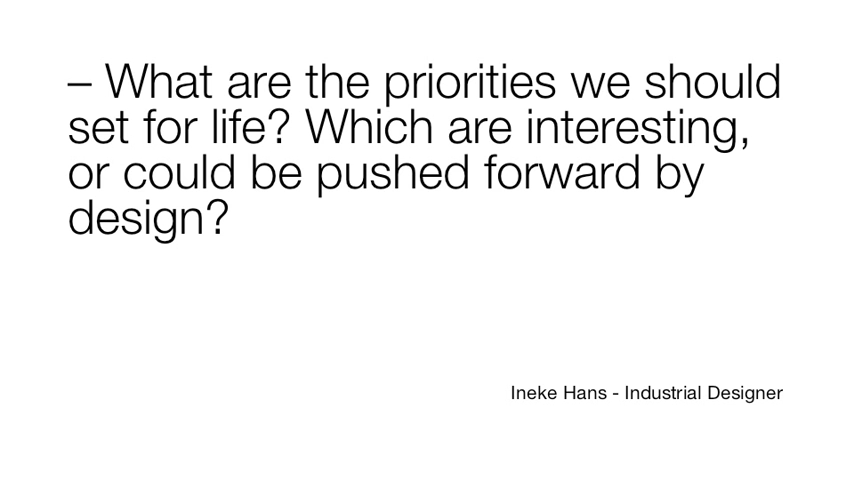 – What are the priorities we should
set for life? Which are interesting,
or could be pushed forward by
design?
Ineke Hans - Industrial Designer